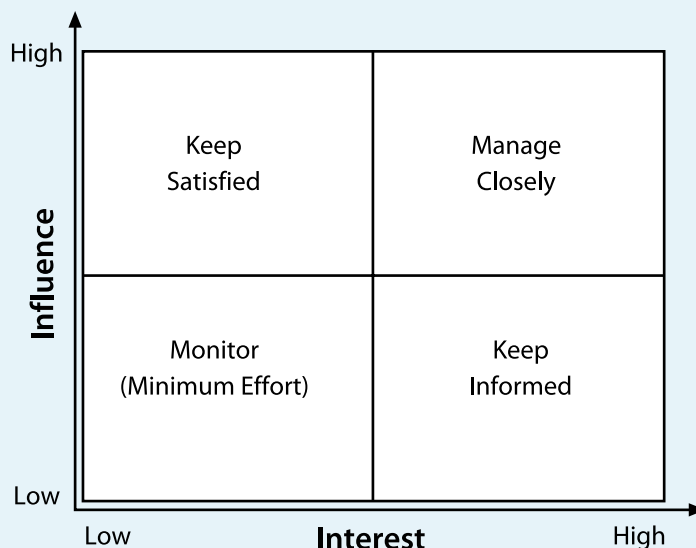 High
Keep
Satisfied
Manage
Closely
Influence
Monitor
(Minimum Effort)
Keep
Informed
Low
Low
Interest
High